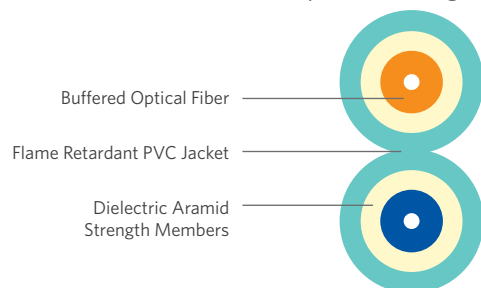 Buffered Optical Fiber
Flame Retardant PVC Jacket
Dielectric Aramid
Strength Members